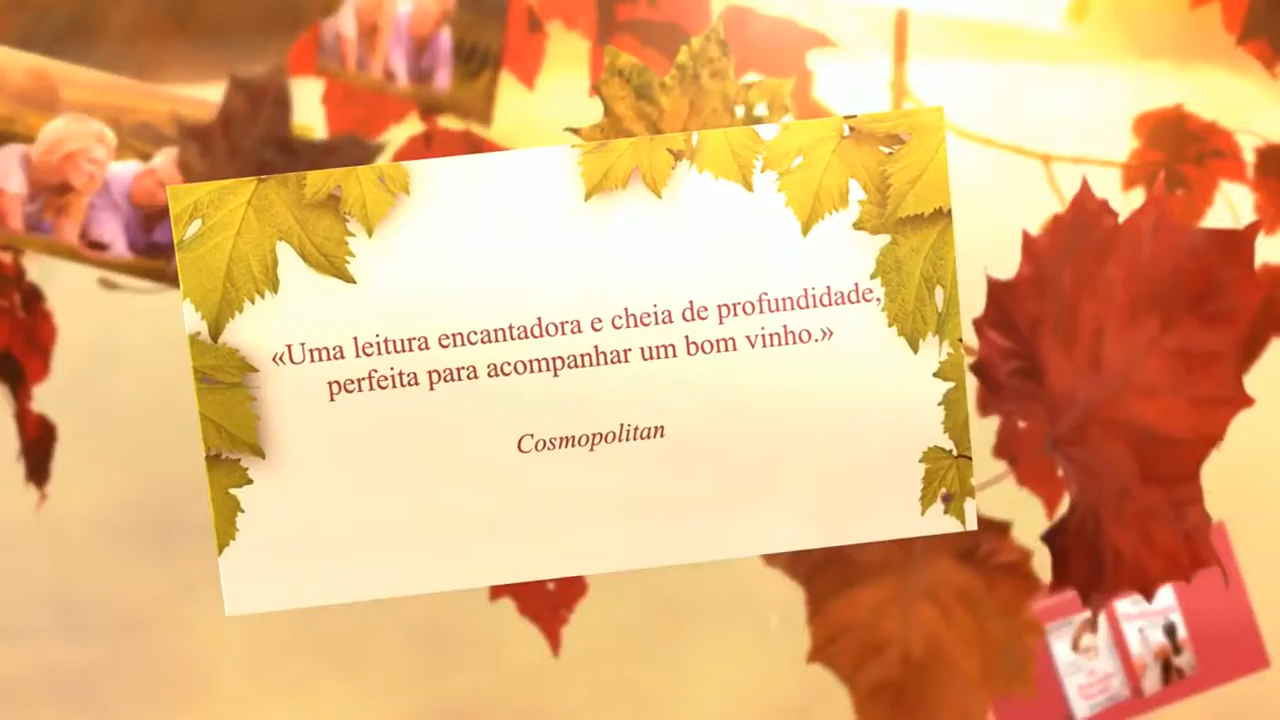 «Uma leitura encantadora e cheia de profundidade,
perfeita para acompanhar um bom vinho.»
Cosmopolitan